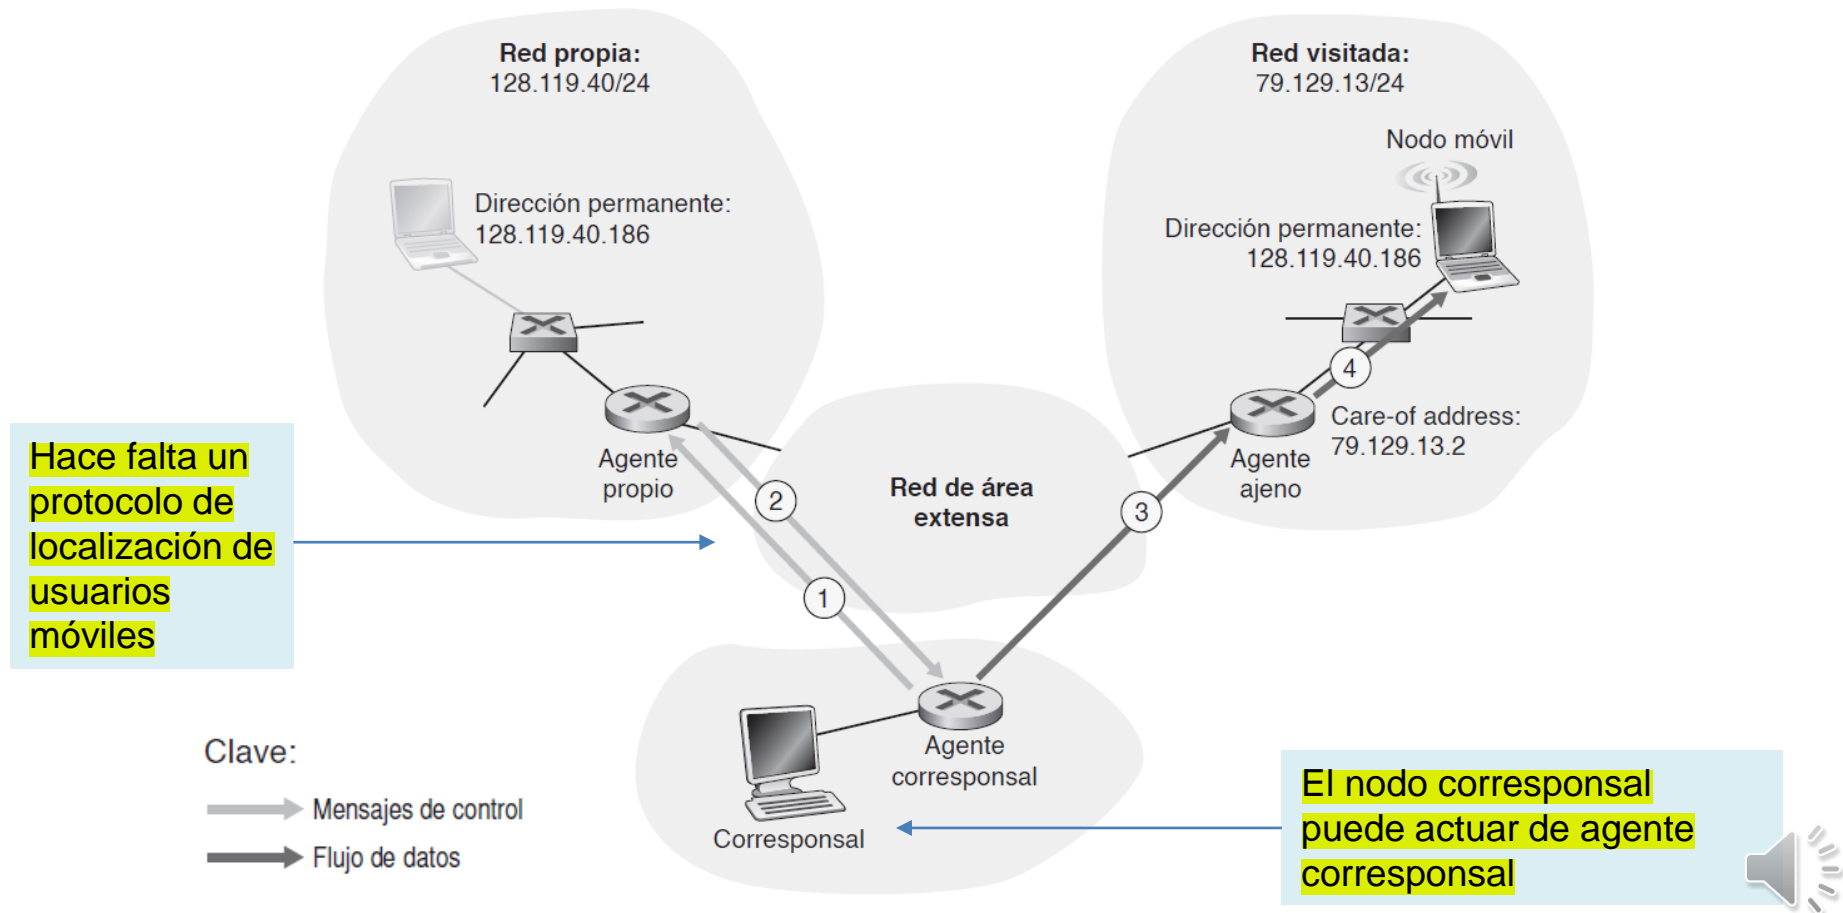 Red propia:
128.119.40/24
Red visitada:
79.129.13/24
Nodo móvil
Dirección permanente:
128.119.40.186
Dirección permanente:
128.119.40.186
4
Care-of address:
79.129.13.2
Agente
propio
Agente
ajeno
Hace falta un
protocolo de
localización de
usuarios
móviles
2
Red de área
extensa
3
1
Agente
corresponsal
Corresponsal
Clave:
Mensajes de control
Flujo de datos
El nodo corresponsal
puede actuar de agente
corresponsal